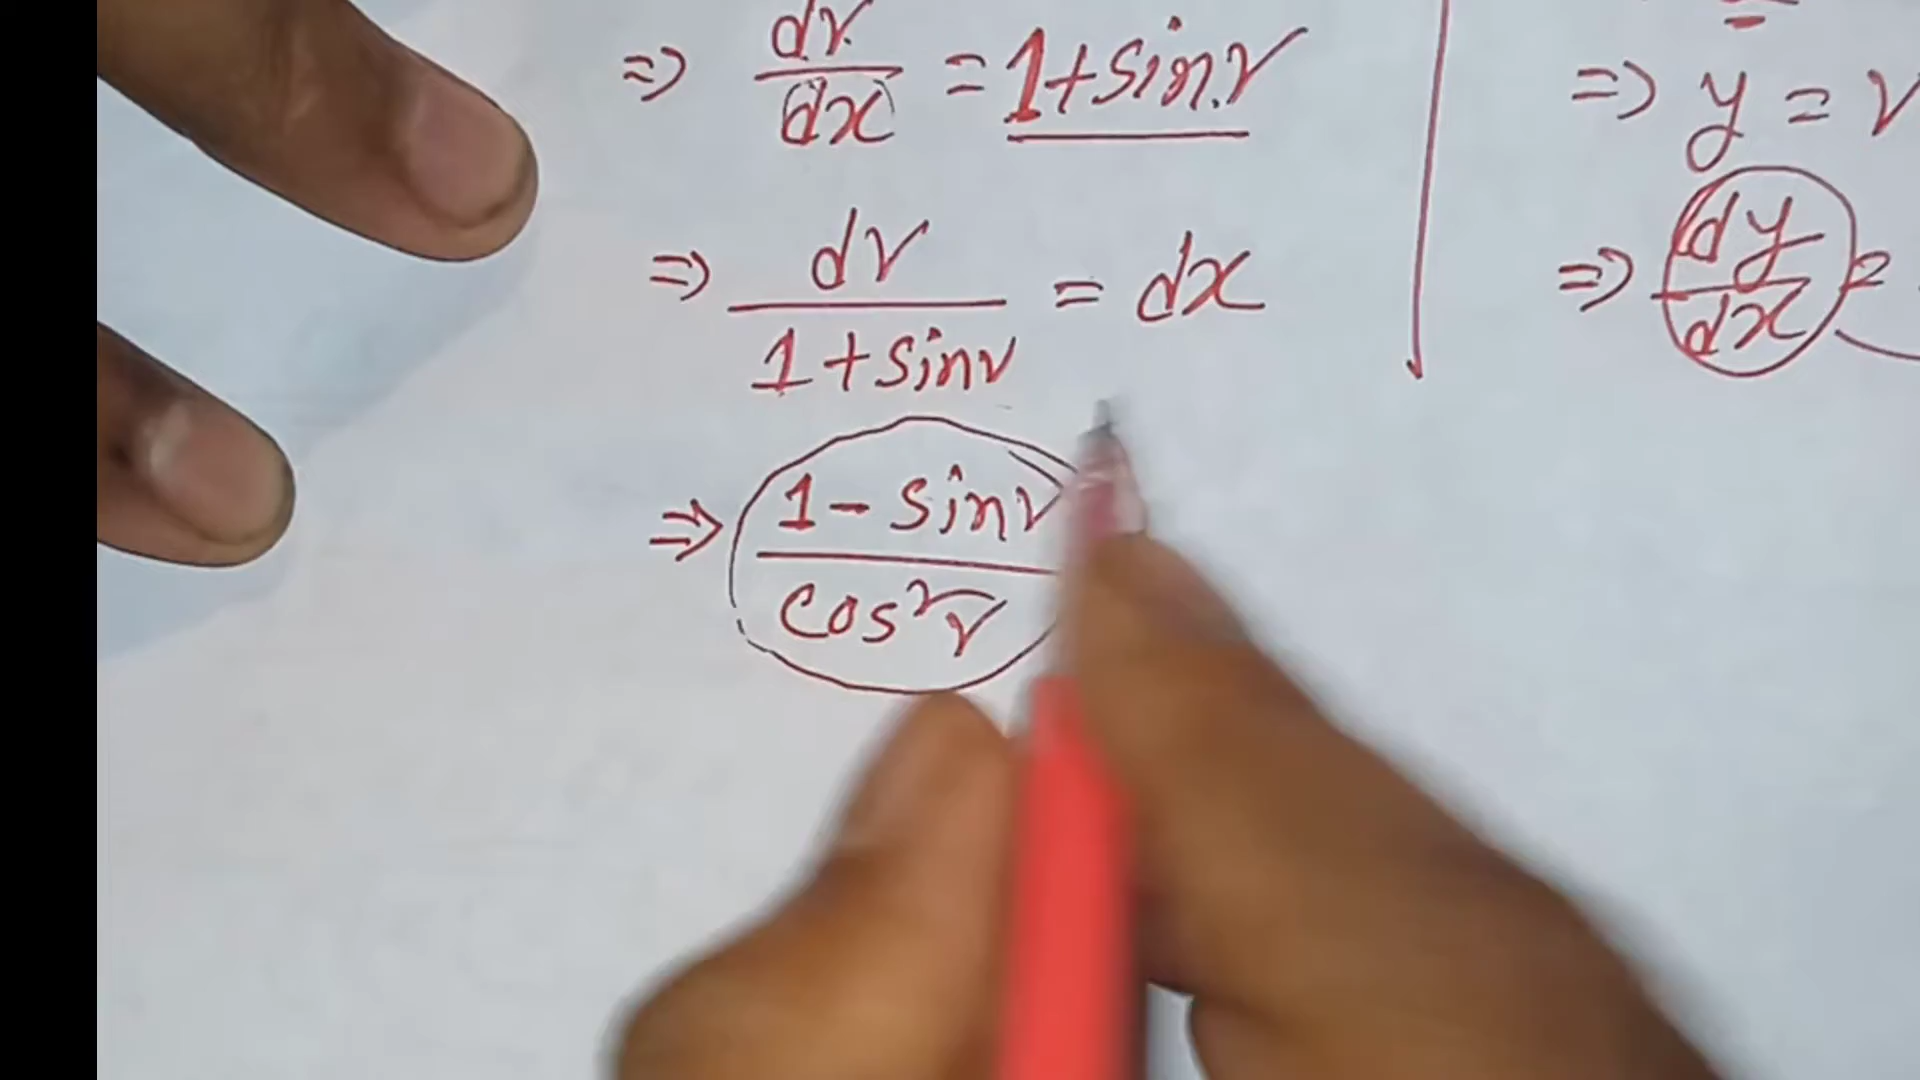 ⇒ dv/dx = 1+sinv
⇒ dv/(1+sinv) = dx
⇒ (1-sinv)/cos²v
⇒ y = v
⇒ dy/dx =